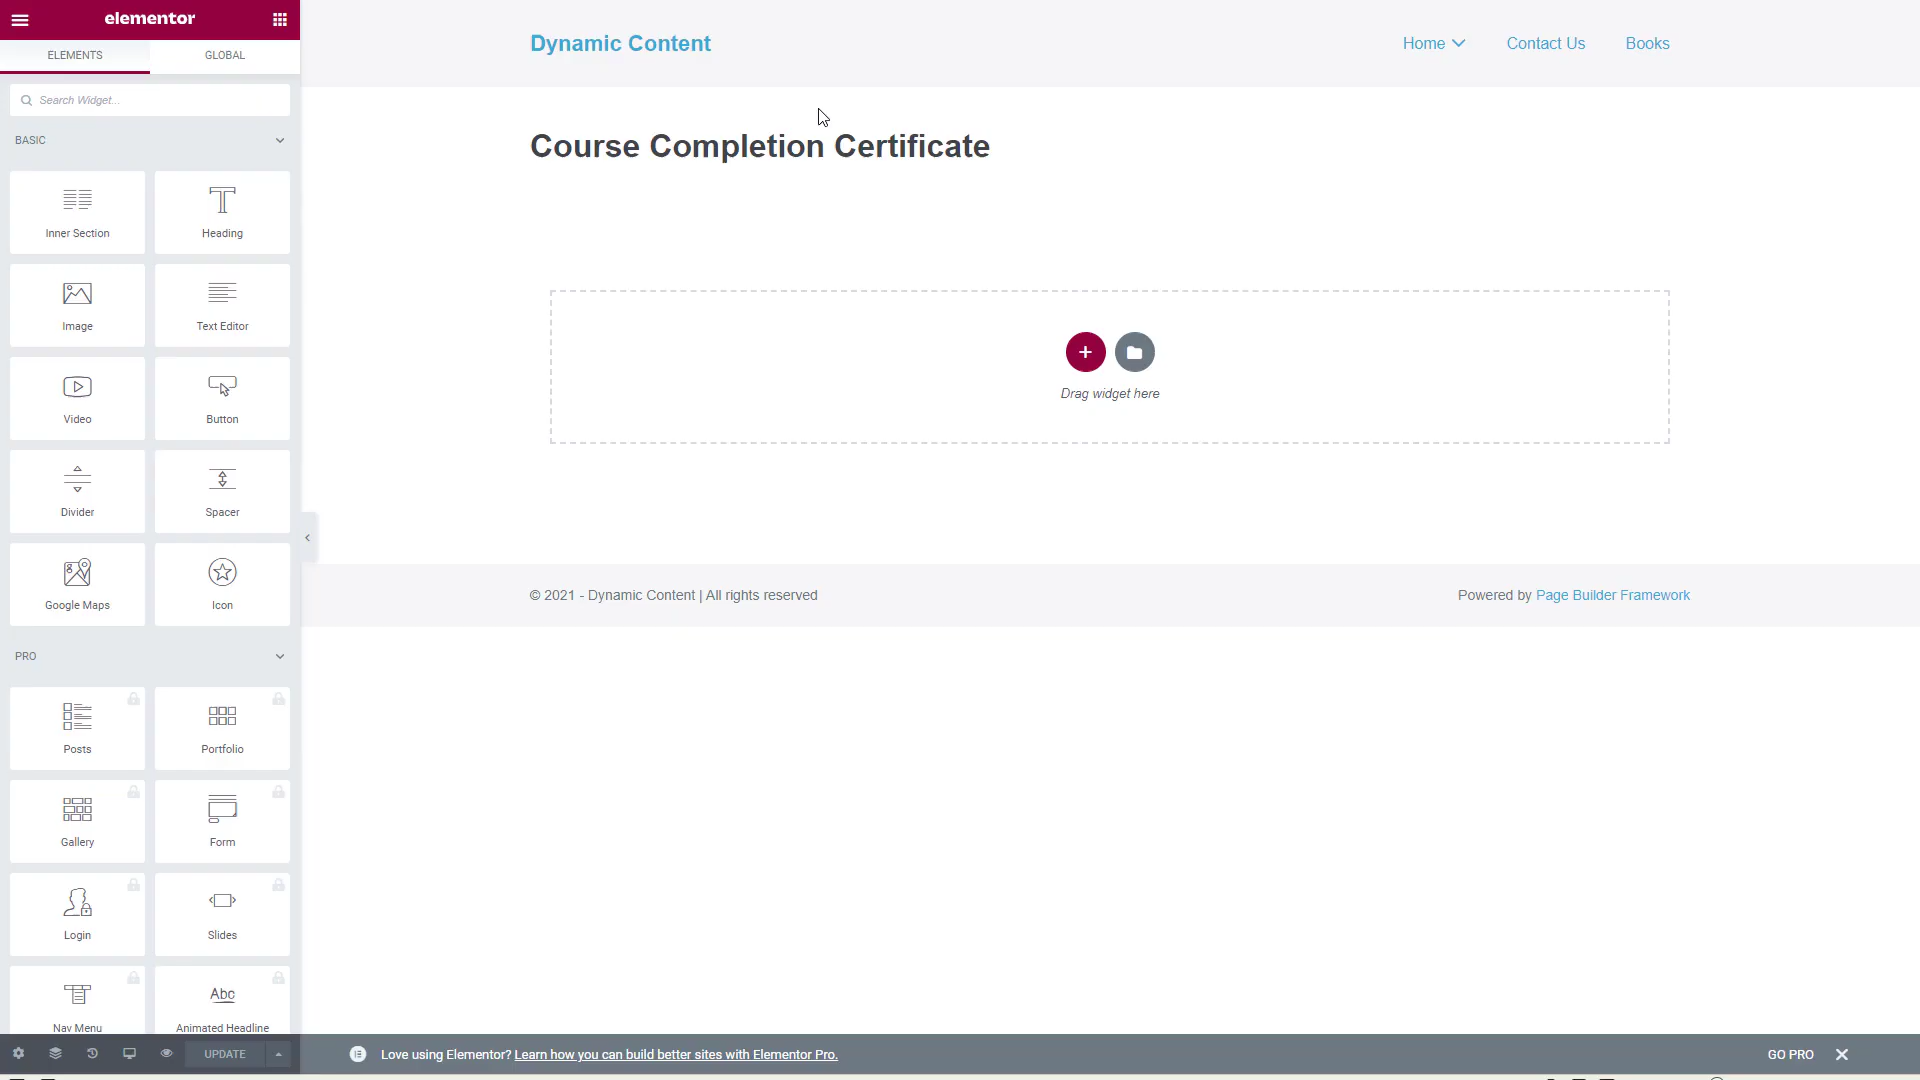 elementor
ELEMENTS
GLOBAL
Search Widget...
BASIC
Inner Section
Heading
Image
Text Editor
Video
Button
Divider
Spacer
Google Maps
Icon
PRO
Posts
Portfolio
Gallery
Form
Login
Slides
Abc
Nav Menu
Animated Headline
UPDATE
Dynamic Content
Home
Contact Us
Books
Course Completion Certificate
Drag widget here
© 2021 - Dynamic Content | All rights reserved
Powered by Page Builder Framework
Love using Elementor? Learn how you can build better sites with Elementor Pro.
GO PRO